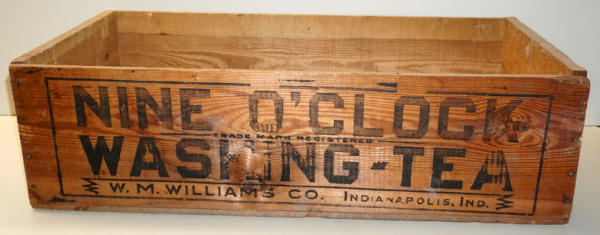 NINE O'CLOCK
TRADE MARK REGISTERED
WASHING-TEA
W. M. WILLIAMS CO. INDIANAPOLIS, IND.